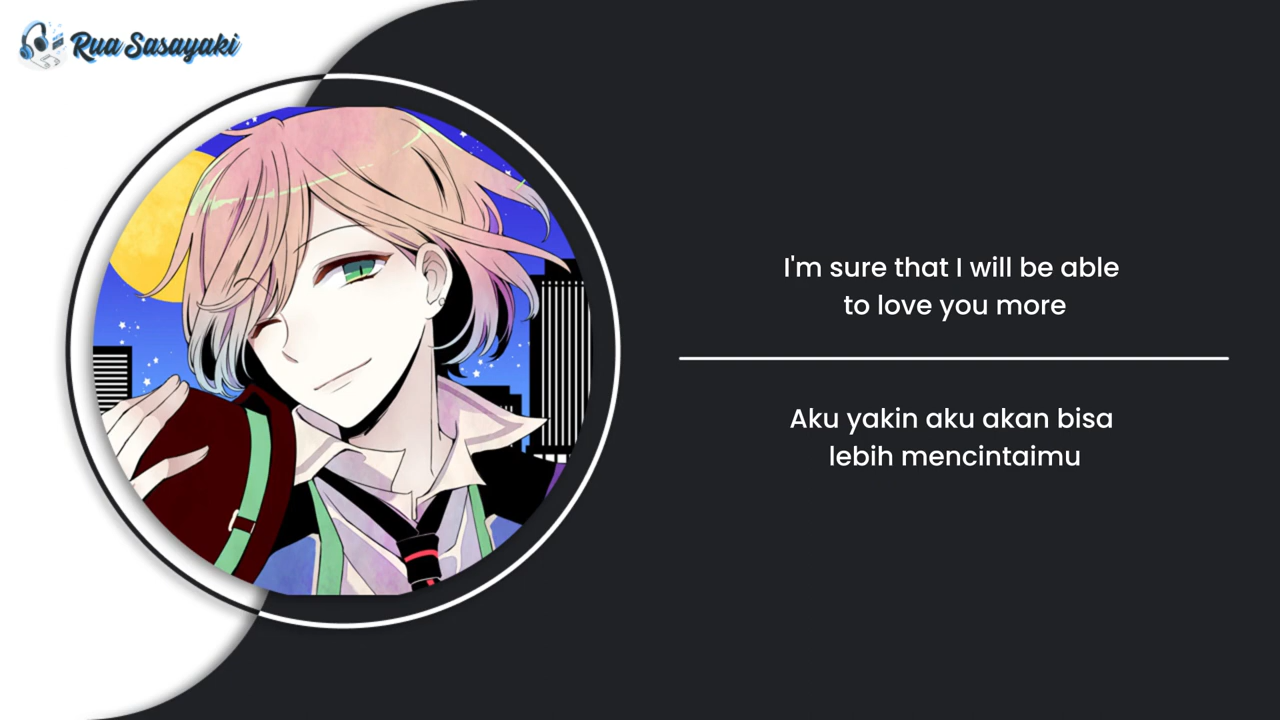 Rua Sasayaki
I'm sure that I will be able
to love you more
Aku yakin aku akan bisa
lebih mencintaimu